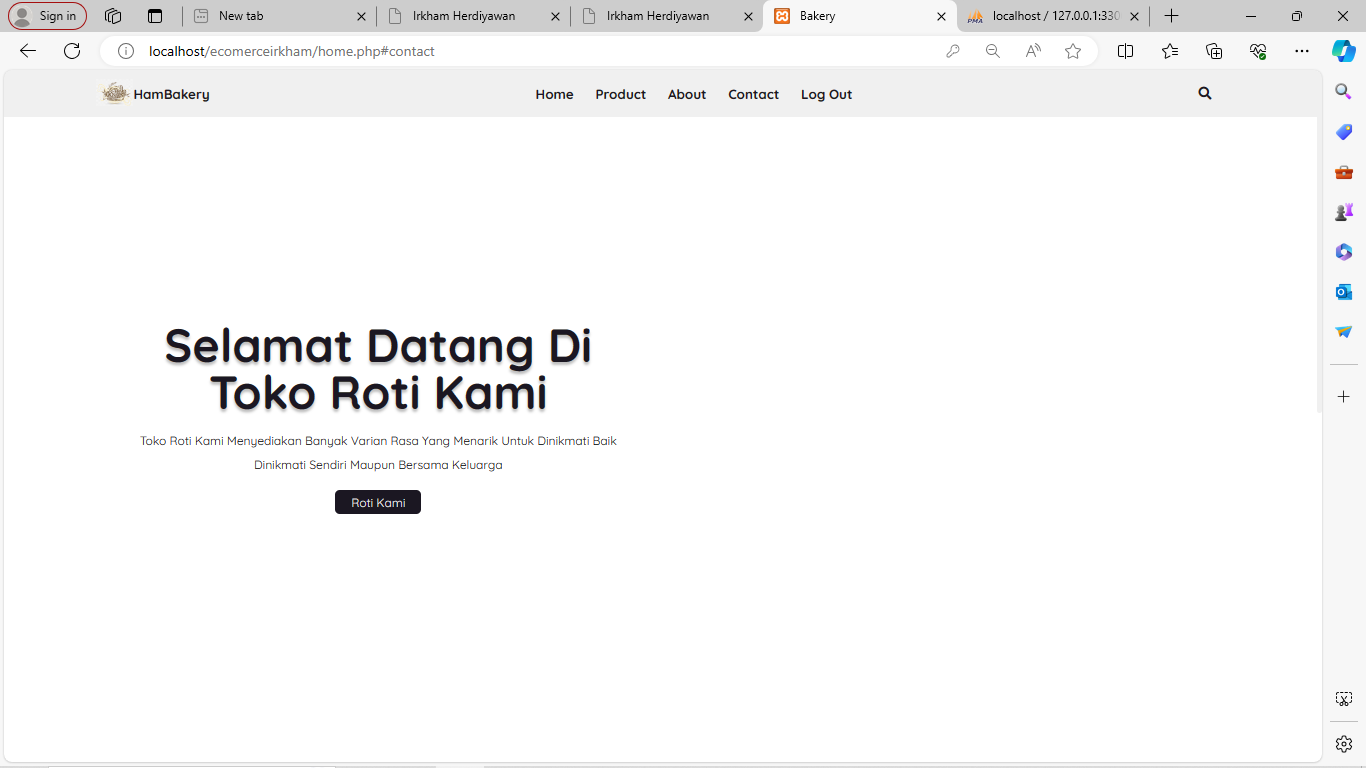 Sign in
New tab
Irkham Herdiyawan
Irkham Herdiyawan
Bakery
localhost / 127.0.0.1:330
localhost/ecomerceirkham/home.php#contact
HamBakery
Home
Product
About
Contact
Log Out
Selamat Datang Di
Toko Roti Kami
Toko Roti Kami Menyediakan Banyak Varian Rasa Yang Menarik Untuk Dinikmati Baik
Dinikmati Sendiri Maupun Bersama Keluarga
Roti Kami